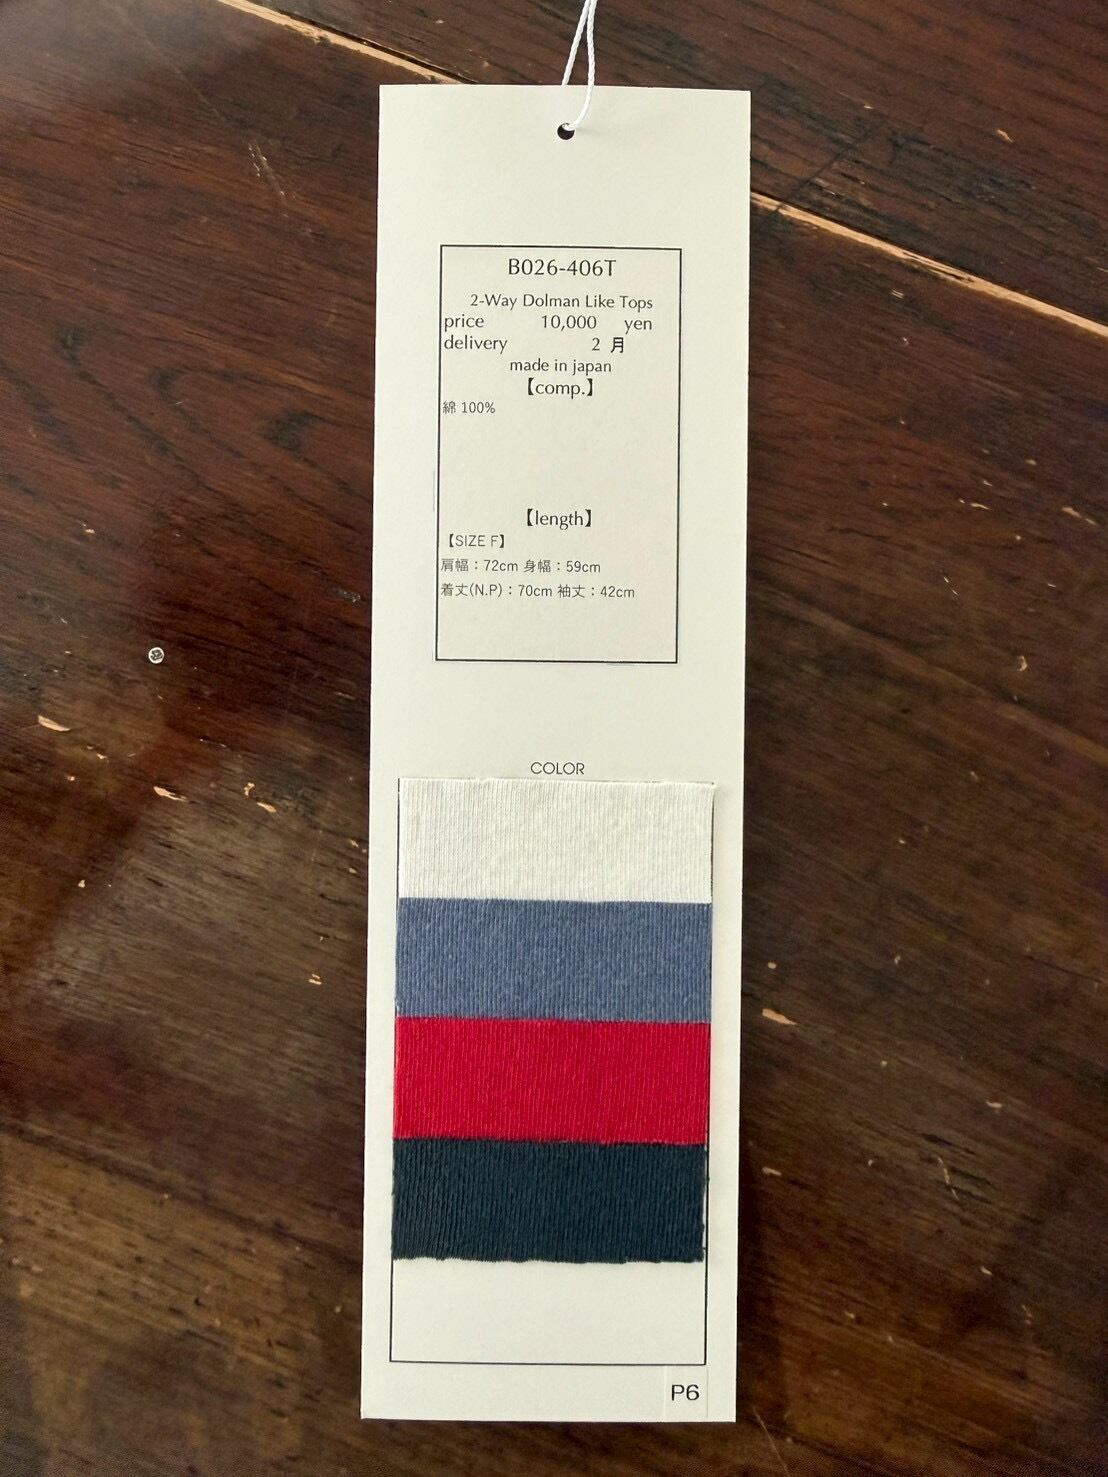 B026-406T
2-Way Dolman Like Tops
price 10,000 yen
delivery 2 月
made in japan
【comp.】
綿 100%
【length】
【SIZE F】
肩幅：72cm 身幅：59cm
着丈(N.P)：70cm 袖丈：42cm
COLOR
P6